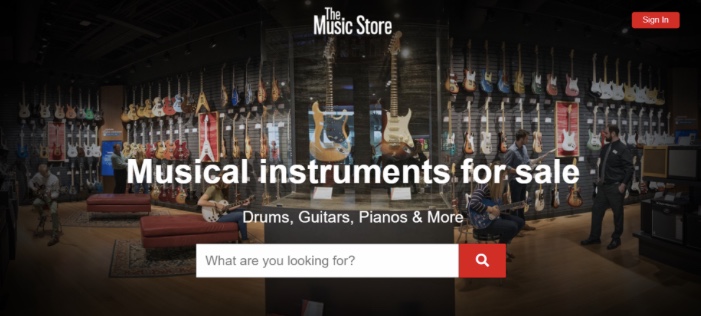 The
Music Store
Sign In
Musical instruments for sale
Drums, Guitars, Pianos & More
What are you looking for?